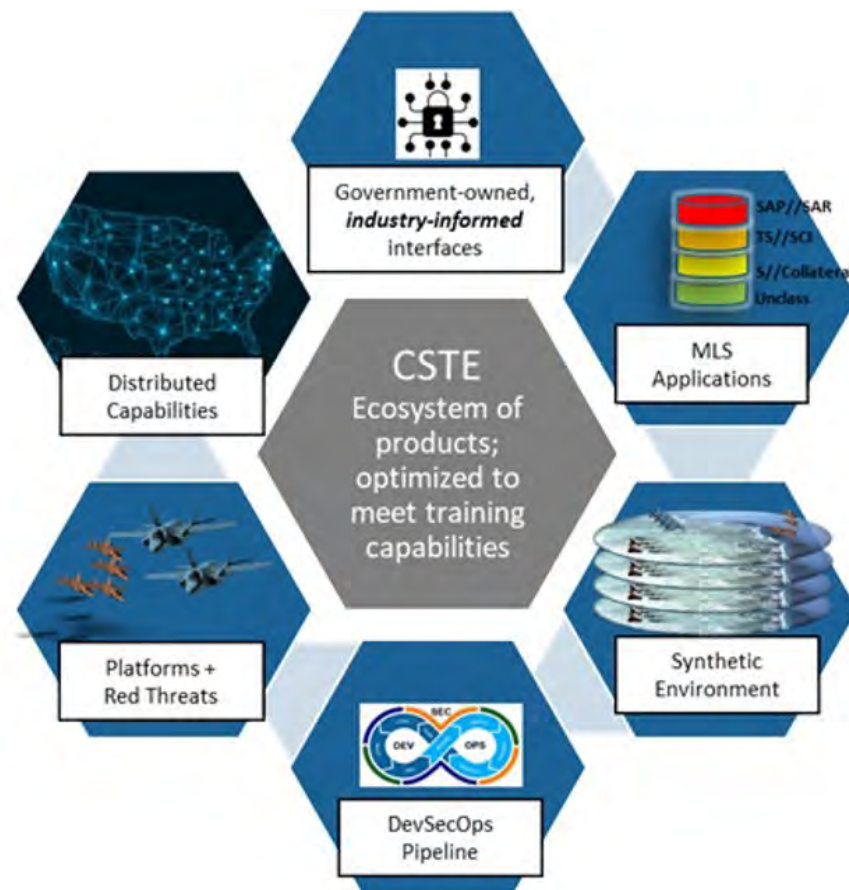 Government-owned,
industry-informed
interfaces
SAP//SAR
TS//SCI
S//Collatera
Unclass
MLS
Applications
Distributed
Capabilities
CSTE
Ecosystem of
products;
optimized to
meet training
capabilities
Synthetic
Environment
Platforms +
Red Threats
SEC
DEV
OPS
DevSecOps
Pipeline